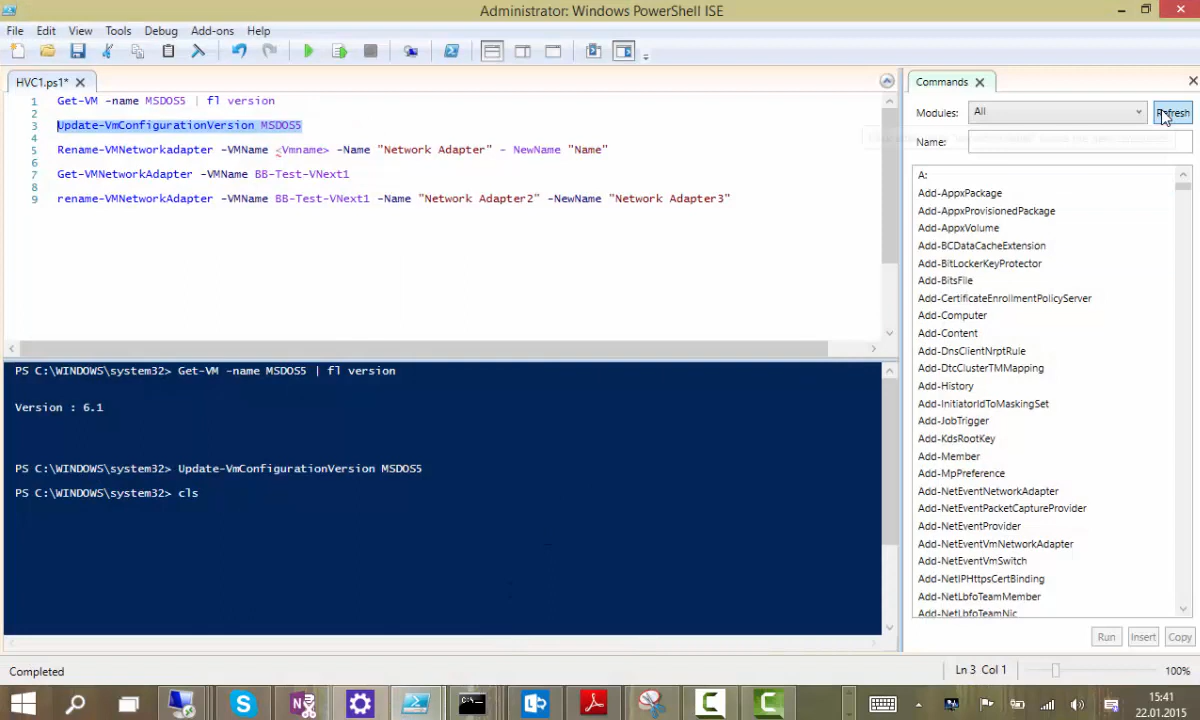 Administrator: Windows PowerShell ISE
File Edit View Tools Debug Add-ons Help
HVC1.ps1*
1 Get-VM -name MSDOS5 | fl version
2
3 Update-VmConfigurationVersion MSDOS5
4
5 Rename-VMNetworkadapter -VMName <Vmname> -Name "Network Adapter" - NewName "Name"
6
7 Get-VMNetworkAdapter -VMName BB-Test-VNext1
8
9 rename-VMNetworkAdapter -VMName BB-Test-VNext1 -Name "Network Adapter2" -NewName "Network Adapter3"
PS C:\WINDOWS\system32> Get-VM -name MSDOS5 | fl version
Version : 6.1
PS C:\WINDOWS\system32> Update-VmConfigurationVersion MSDOS5
PS C:\WINDOWS\system32> cls
Commands
Modules: All Refresh
Name:
A:
Add-AppxPackage
Add-AppxProvisionedPackage
Add-AppxVolume
Add-BCDataCacheExtension
Add-BitLockerKeyProtector
Add-BitsFile
Add-CertificateEnrollmentPolicyServer
Add-Computer
Add-Content
Add-DnsClientNrptRule
Add-DtcClusterTMMapping
Add-History
Add-InitiatorIdToMaskingSet
Add-JobTrigger
Add-KdsRootKey
Add-Member
Add-MpPreference
Add-NetEventNetworkAdapter
Add-NetEventPacketCaptureProvider
Add-NetEventProvider
Add-NetEventVmNetworkAdapter
Add-NetEventVmSwitch
Add-NetIPHttpsCertBinding
Add-NetLbfoTeamMember
Add-NetLbfoTeamNic
Run Insert Copy
Completed
Ln 3 Col 1
100%
15:41
22.01.2015